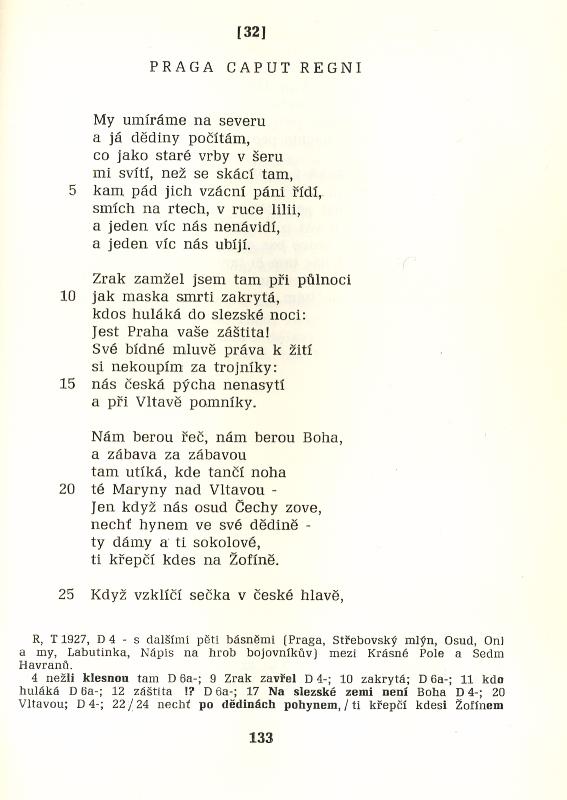 [32]
PRAGA CAPUT REGNI
My umíráme na severu
a já dědiny počítám,
co jako staré vrby v šeru
mi svítí, než se skácí tam,
5 kam pád jich vzácní páni řídí,
smích na rtech, v ruce lilii,
a jeden víc nás nenávidí,
a jeden víc nás ubíjí.
Zrak zamžel jsem tam při půlnoci
10 jak maska smrti zakrytá,
kdos huláká do slezské noci:
Jest Praha vaše záštita!
Své bídné mluvě práva k žití
si nekoupím za trojníky:
15 nás česká pýcha nenasytí
a při Vltavě pomníky.
Nám berou řeč, nám berou Boha,
a zábava za zábavou
tam utíká, kde tančí noha
20 té Maryny nad Vltavou -
Jen když nás osud Čechy zove,
nechť hynem ve své dědině -
ty dámy a ti sokolové,
ti křepčí kdes na Žofíně.
25 Když vzklíčí sečka v české hlavě,
R, T 1927, D 4 - s dalšími pěti básněmi (Praga, Střebovský mlýn, Osud, Oni
a my, Labutinka, Nápis na hrob bojovníkův) mezi Krásné Pole a Sedm
Havranů.
4 nežli klesnou tam D 6a-; 9 Zrak zavřel D 4-; 10 zakrytá; D 6a-; 11 kdo
huláká D 6a-; 12 záštita !? D 6a-; 17 Na slezské zemi není Boha D 4-; 20
Vltavou; D 4-; 22/24 nechť po dědinách pohynem,/ti křepčí kdesi Žofínem
133